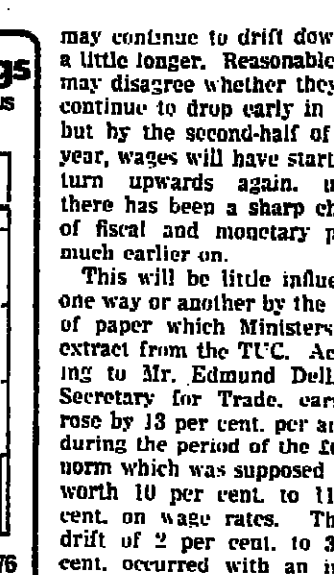 gs
us
76
may continue to drift dow
a little longer. Reasonable
may disagree whether they
continue to drop early in
but by the second-half of
year, wages will have start
turn upwards again. u
there has been a sharp ch
of fiscal and monetary p
much earlier on.
This will be little influe
one way or another by the
of paper which Ministers
extract from the TUC. Ac
ing to Mr. Edmund Dell,
Secretary for Trade, ear
rose by 13 per cent. per a
during the period of the £
norm which was supposed
worth 10 per cent. to 11
cent. on wage rates. Th
drift of 2 per cent. to 3
cent. occurred with an i